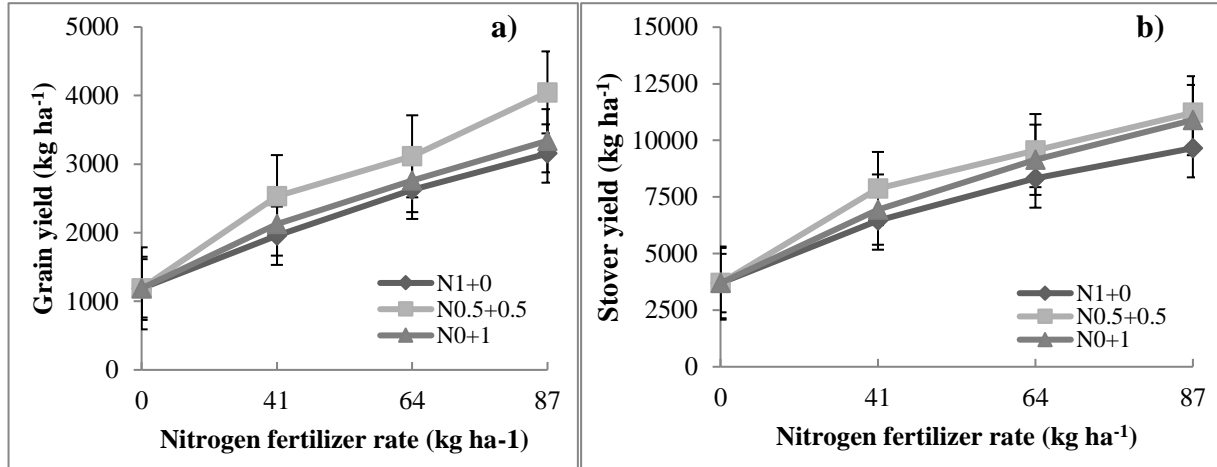 a)
Grain yield (kg ha-1)
5000
4000
3000
2000
1000
0
N1+0
N0.5+0.5
N0+1
0 41 64 87
Nitrogen fertilizer rate (kg ha-1)
b)
Stover yield (kg ha-1)
15000
12500
10000
7500
5000
2500
0
N1+0
N0.5+0.5
N0+1
0 41 64 87
Nitrogen fertilizer rate (kg ha-1)